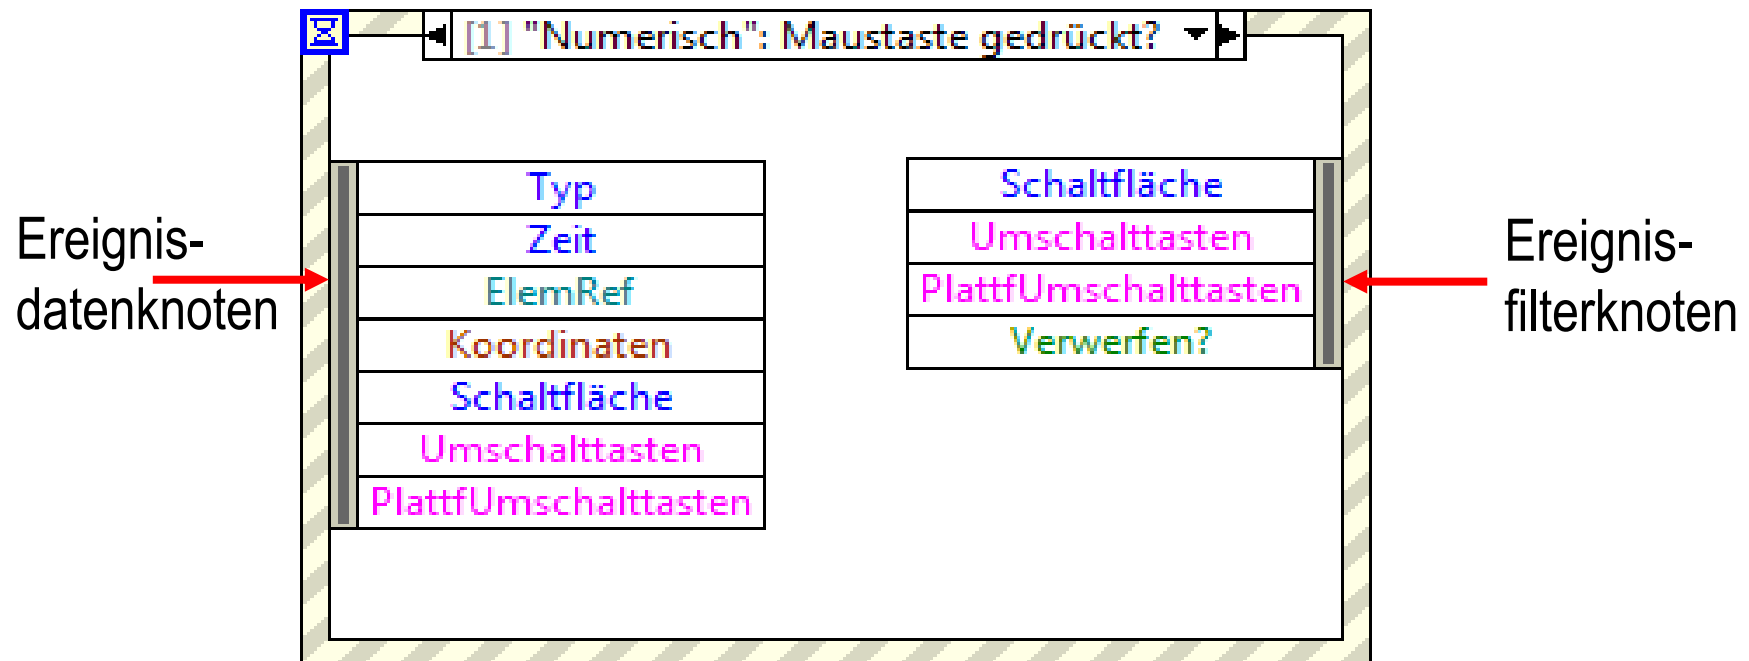 [1] "Numerisch": Maustaste gedrückt?
Ereignis-
datenknoten
Typ
Zeit
ElemRef
Koordinaten
Schaltfläche
Umschalttasten
PlattfUmschalttasten
Schaltfläche
Umschalttasten
PlattfUmschalttasten
Verwerfen?
Ereignis-
filterknoten